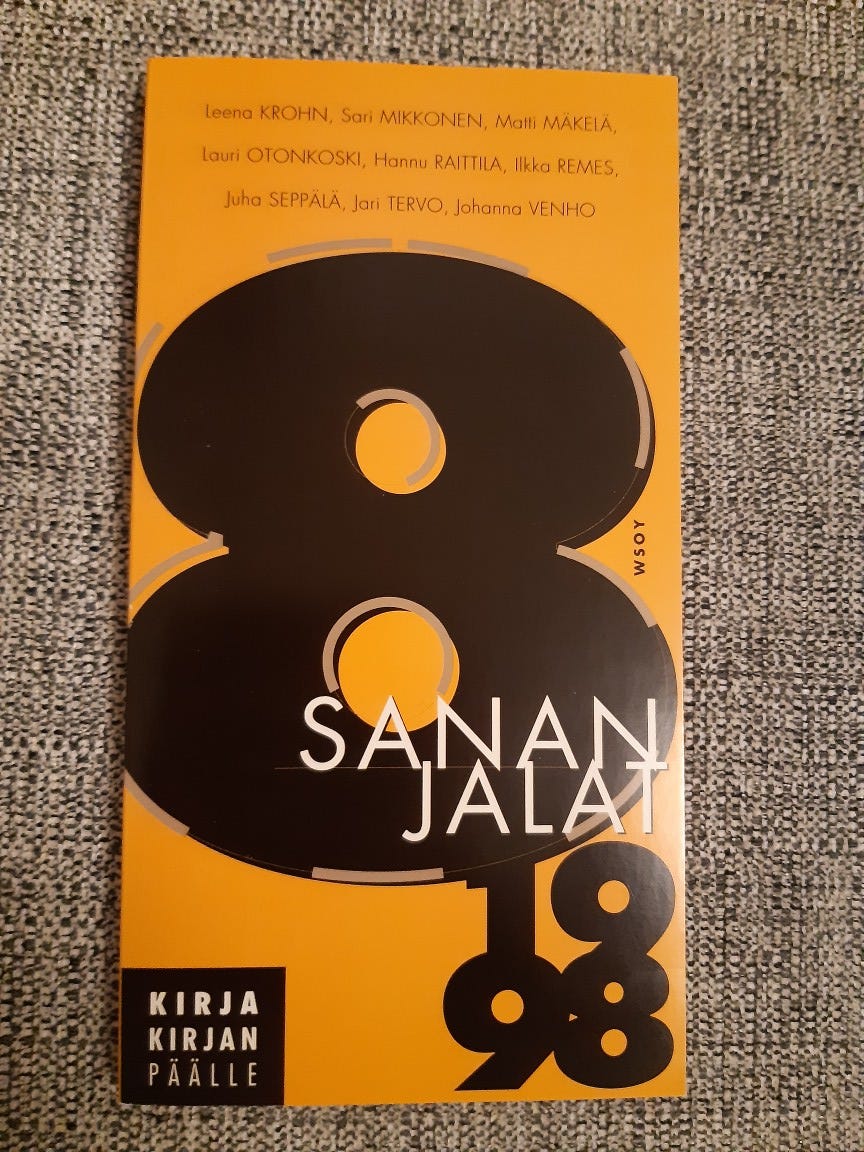 Leena KROHN, Sari MIKKONEN, Matti MÄKELÄ,
Lauri OTONKOSKI, Hannu RAITTILA, Ilkka REMES,
Juha SEPPÄLÄ, Jari TERVO, Johanna VENHO
8
WSOY
SANAN
JALAT
19
98
KIRJA
KIRJAN
PÄÄLLE